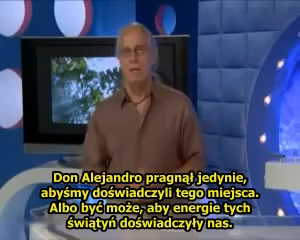 Don Alejandro pragnął jedynie,
abyśmy doświadczyli tego miejsca.
Albo być może, aby energie tych
świątyń doświadczyły nas.